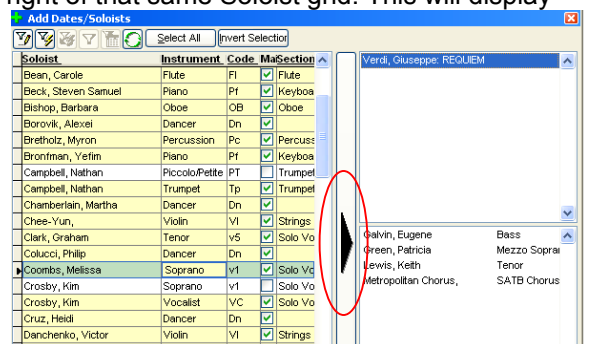 right of that same Soloist grid. This will display
Add Dates/Soloists
Select All Invert Selection
Soloist Instrument Code Mai Section
Bean, Carole Flute Fl Flute
Beck, Steven Samuel Piano Pf Keyboa
Bishop, Barbara Oboe OB Oboe
Borovik, Alexei Dancer Dn
Bretholz, Myron Percussion Pc Percuss
Bronfman, Yefim Piano Pf Keyboa
Campbell, Nathan Piccolo/Petite PT Trumpet
Campbell, Nathan Trumpet Tp Trumpet
Chamberlain, Martha Dancer Dn
Chee-Yun, Violin Vl Strings
Clark, Graham Tenor v5 Solo Vo
Colucci, Philip Dancer Dn
Coombs, Melissa Soprano v1 Solo Vo
Crosby, Kim Soprano v1 Solo Vo
Crosby, Kim Vocalist VC Solo Vo
Cruz, Heidi Dancer Dn
Danchenko, Victor Violin Vl Strings
Verdi, Giuseppe: REQUIEM
Galvin, Eugene Bass
Green, Patricia Mezzo Soprai
Lewis, Keith Tenor
Metropolitan Chorus, SATB Chorus